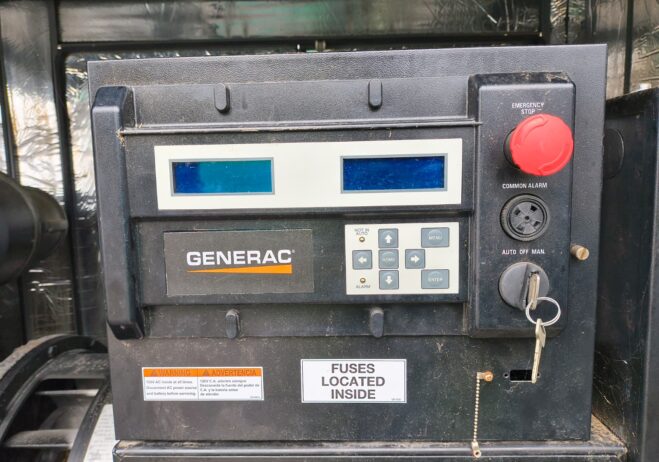 EMERGENCY
STOP
COMMON ALARM
NOT IN
AUTO
MENU
HOME
ENTER
ALARM
GENERAC®
AUTO OFF MAN.
WARNING
ADVERTENCIA
FUSES
LOCATED
INSIDE